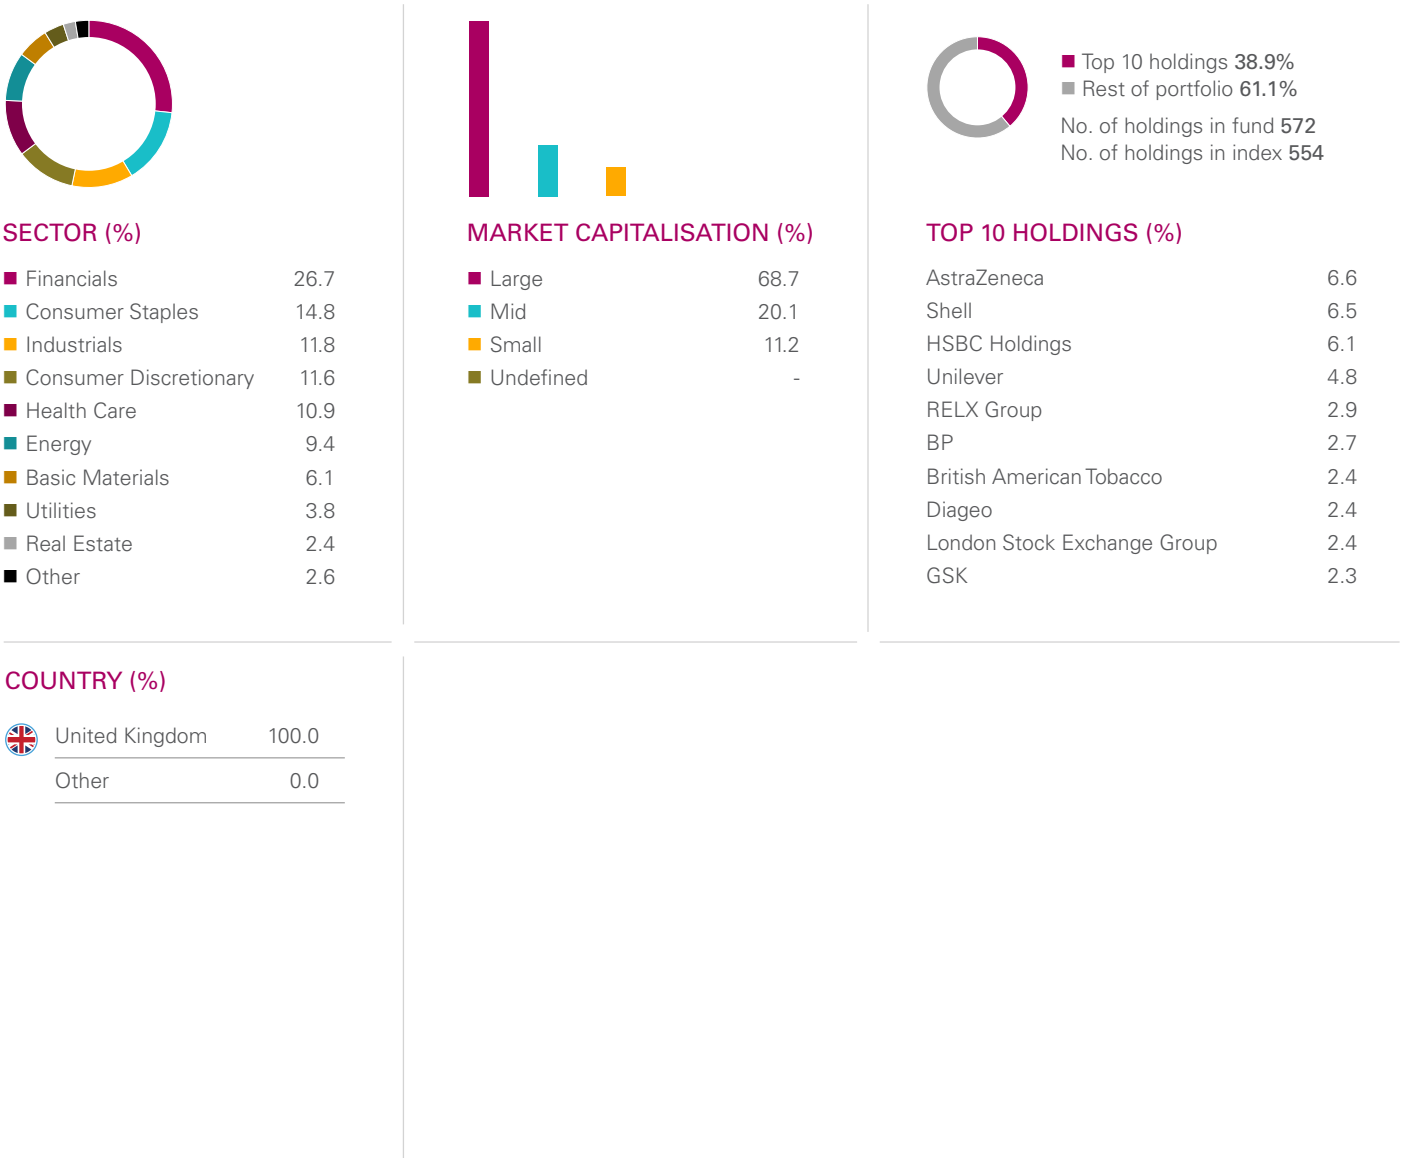 SECTOR (%)
Financials 26.7
Consumer Staples 14.8
Industrials 11.8
Consumer Discretionary 11.6
Health Care 10.9
Energy 9.4
Basic Materials 6.1
Utilities 3.8
Real Estate 2.4
Other 2.6
MARKET CAPITALISATION (%)
Large 68.7
Mid 20.1
Small 11.2
Undefined -
Top 10 holdings 38.9%
Rest of portfolio 61.1%
No. of holdings in fund 572
No. of holdings in index 554
TOP 10 HOLDINGS (%)
AstraZeneca 6.6
Shell 6.5
HSBC Holdings 6.1
Unilever 4.8
RELX Group 2.9
BP 2.7
British American Tobacco 2.4
Diageo 2.4
London Stock Exchange Group 2.4
GSK 2.3
COUNTRY (%)
United Kingdom 100.0
Other 0.0